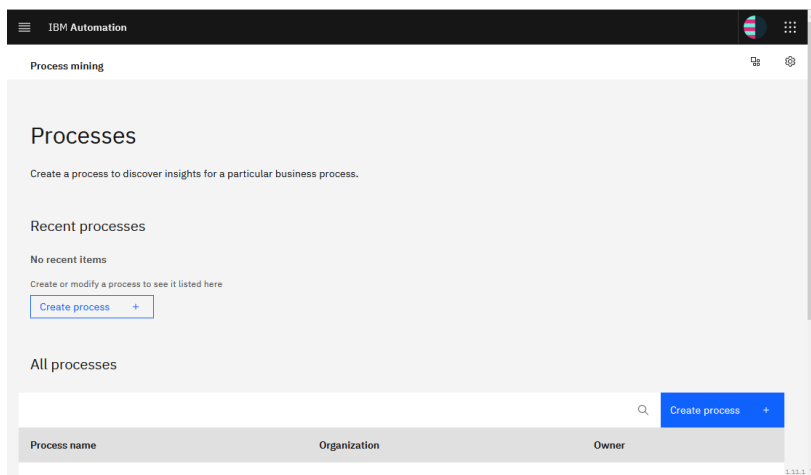 IBM Automation
Process mining
Processes
Create a process to discover insights for a particular business process.
Recent processes
No recent items
Create or modify a process to see it listed here
Create process +
All processes
Create process +
Process name Organization Owner
1.11.1